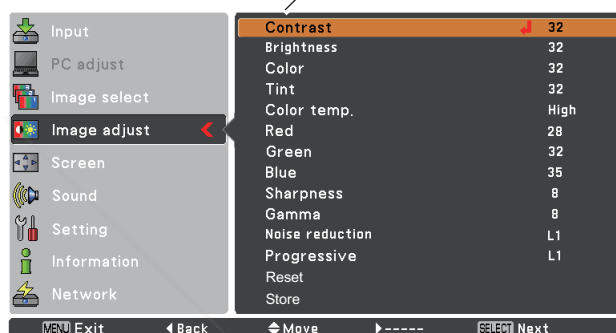 Input
PC adjust
Image select
Image adjust
Screen
Sound
Setting
Information
Network
Contrast 32
Brightness 32
Color 32
Tint 32
Color temp. High
Red 28
Green 32
Blue 35
Sharpness 8
Gamma 8
Noise reduction L1
Progressive L1
Reset
Store
MENU Exit Back Move ----- SELECT Next